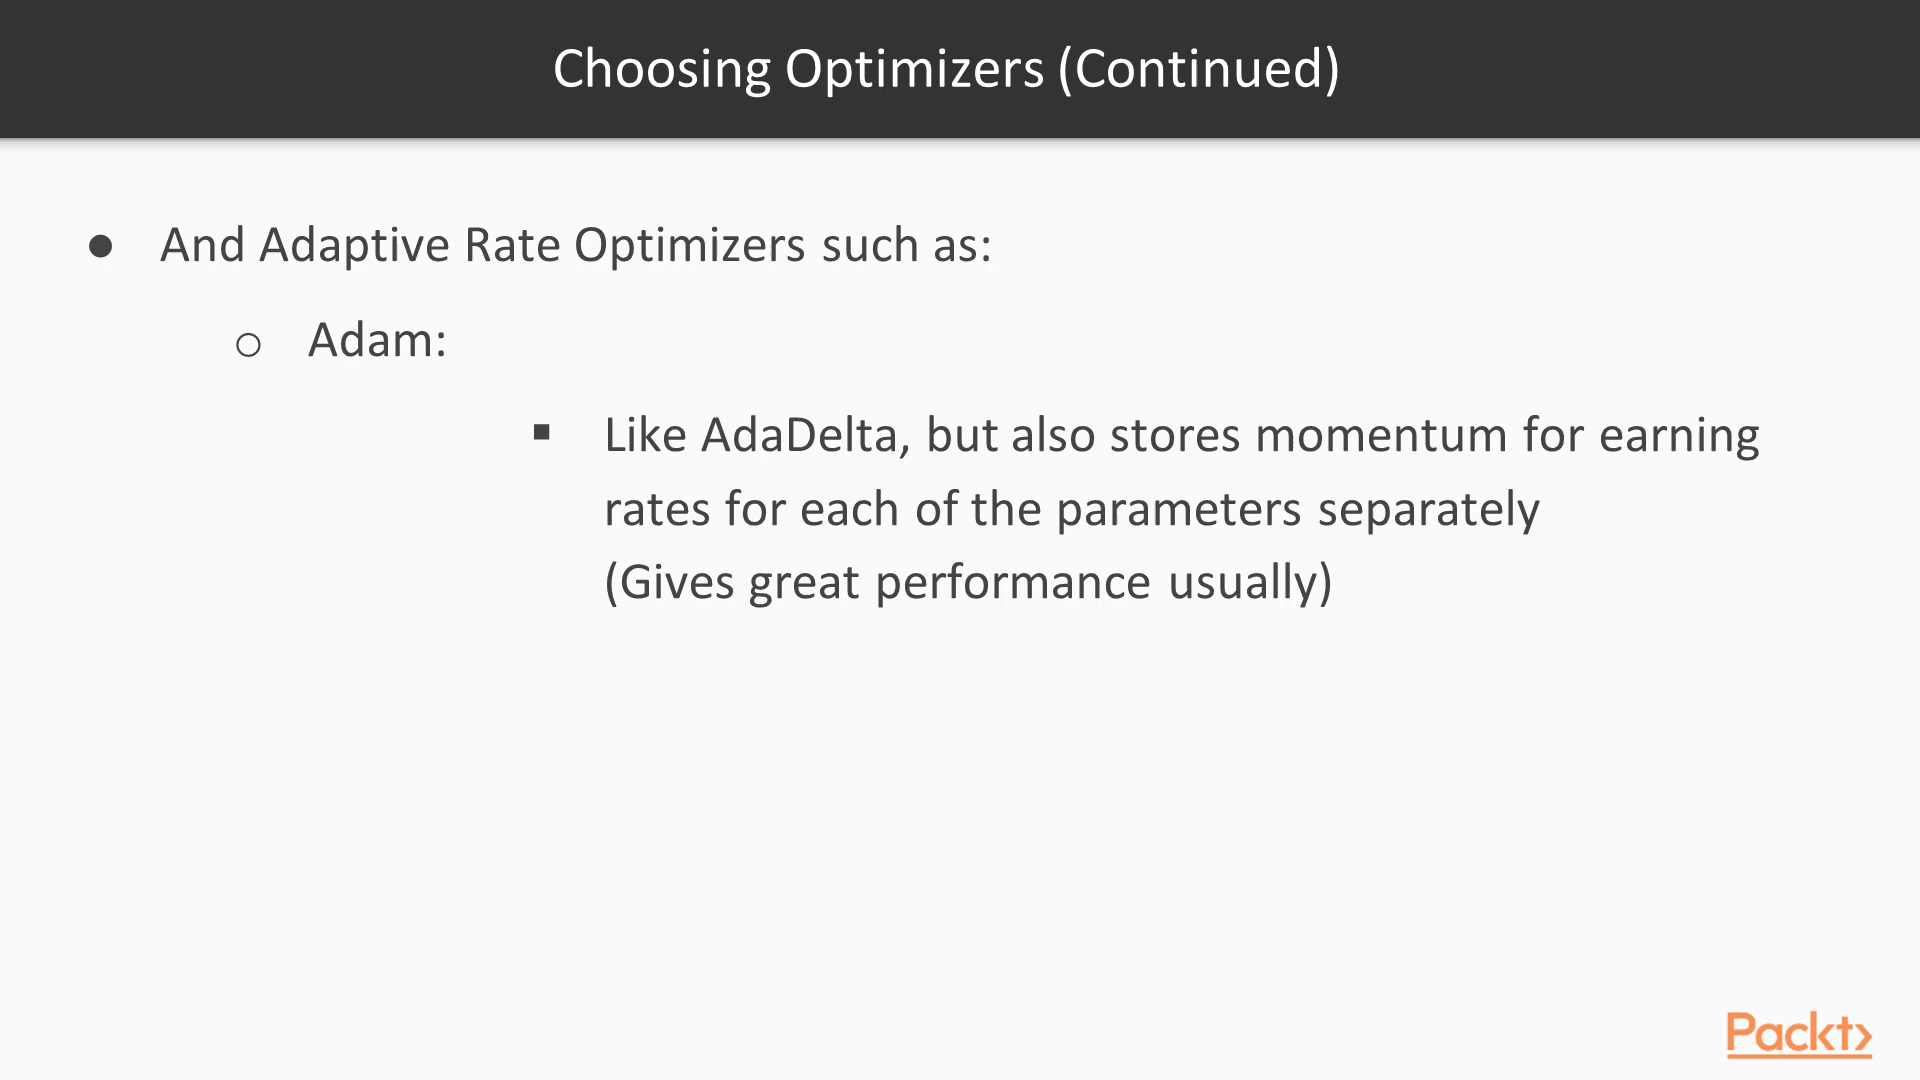 Choosing Optimizers (Continued)
● And Adaptive Rate Optimizers such as:
○ Adam:
▪ Like AdaDelta, but also stores momentum for earning
rates for each of the parameters separately
(Gives great performance usually)
Packt>